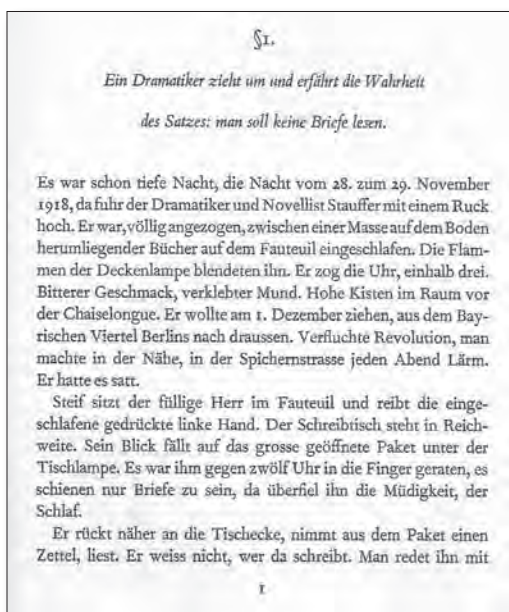 §1.
Ein Dramatiker zieht um und erfährt die Wahrheit
des Satzes: man soll keine Briefe lesen.
Es war schon tiefe Nacht, die Nacht vom 28. zum 29. November
1918, da fuhr der Dramatiker und Novellist Stauffer mit einem Ruck
hoch. Er war, völlig angezogen, zwischen einer Masse auf dem Boden
herumliegender Bücher auf dem Fauteuil eingeschlafen. Die Flam-
men der Deckenlampe blendeten ihn. Er zog die Uhr, einhalb drei.
Bitterer Geschmack, verklebter Mund. Hohe Kisten im Raum vor
der Chaiselongue. Er wollte am 1. Dezember ziehen, aus dem Bay-
rischen Viertel Berlins nach draussen. Verfluchte Revolution, man
machte in der Nähe, in der Spichernstrasse jeden Abend Lärm.
Er hatte es satt.
Steif sitzt der füllige Herr im Fauteuil und reibt die einge-
schlafene gedrückte linke Hand. Der Schreibtisch steht in Reich-
weite. Sein Blick fällt auf das grosse geöffnete Paket unter der
Tischlampe. Es war ihm gegen zwölf Uhr in die Finger geraten, es
schienen nur Briefe zu sein, da überfiel ihn die Müdigkeit, der
Schlaf.
Er rückt näher an die Tischecke, nimmt aus dem Paket einen
Zettel, liest. Er weiss nicht, wer da schreibt. Man redet ihn mit
1